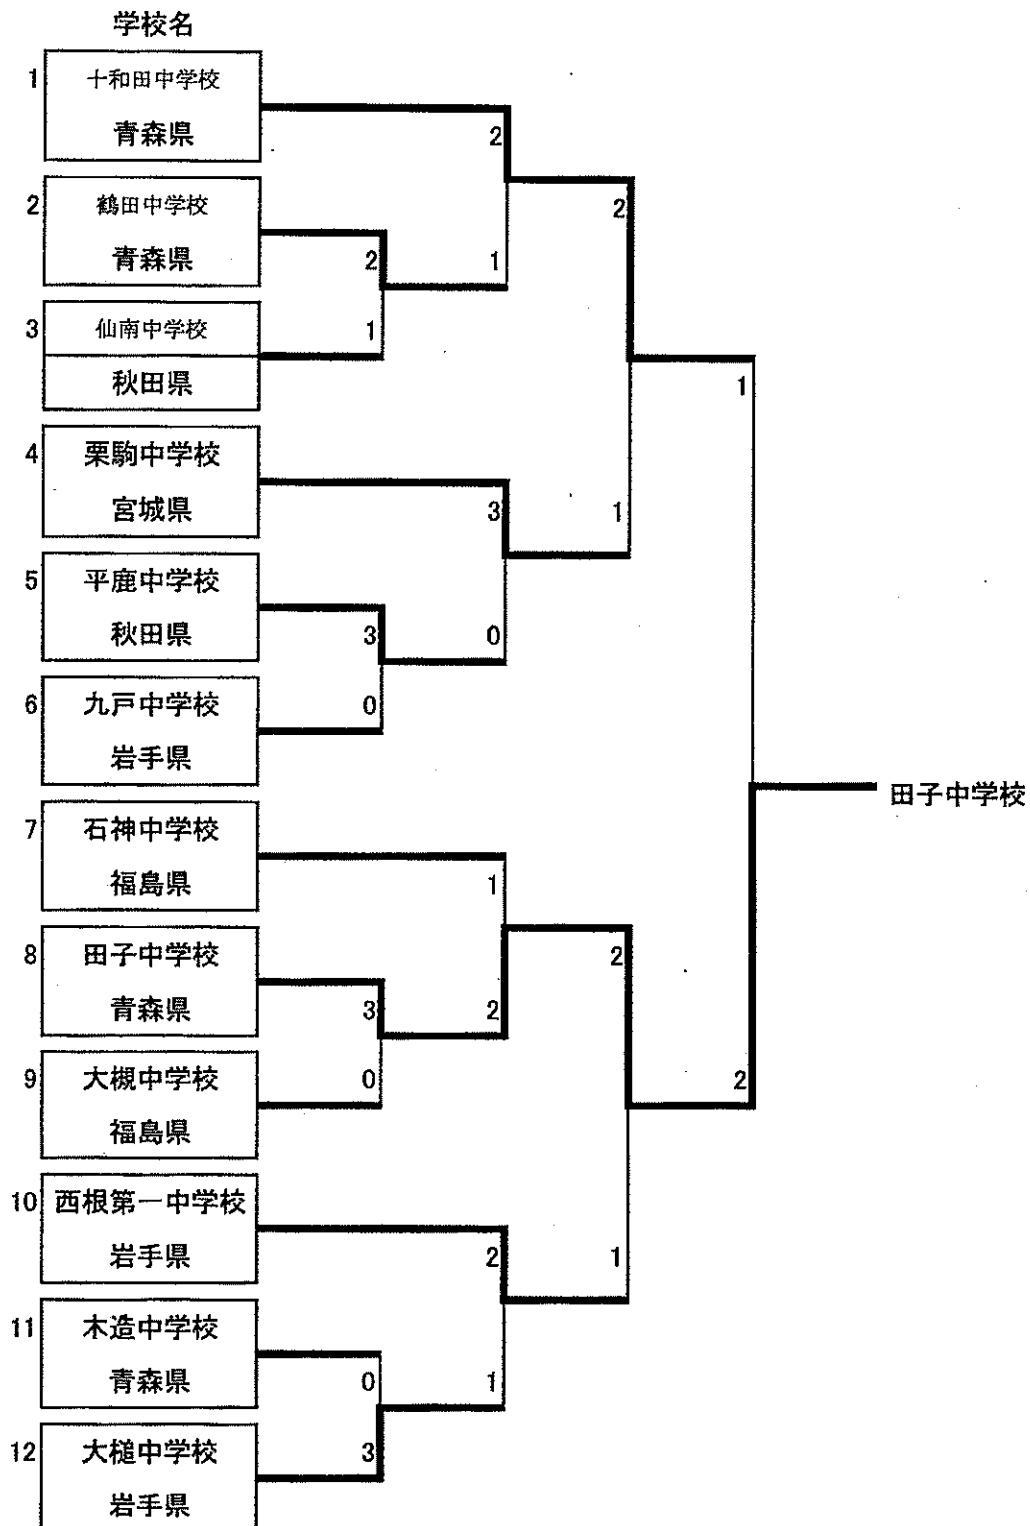 学校名
1
十和田中学校
青森県
2
2
鶴田中学校
2
青森県
2
1
3
仙南中学校
1
秋田県
1
4
栗駒中学校
宮城県
3
1
5
平鹿中学校
秋田県
3
0
6
九戸中学校
0
岩手県
田子中学校
7
石神中学校
福島県
1
8
田子中学校
2
青森県
3
2
9
大槻中学校
0
2
福島県
10
西根第一中学校
岩手県
2
1
11
木造中学校
青森県
0
1
12
大槌中学校
3
岩手県